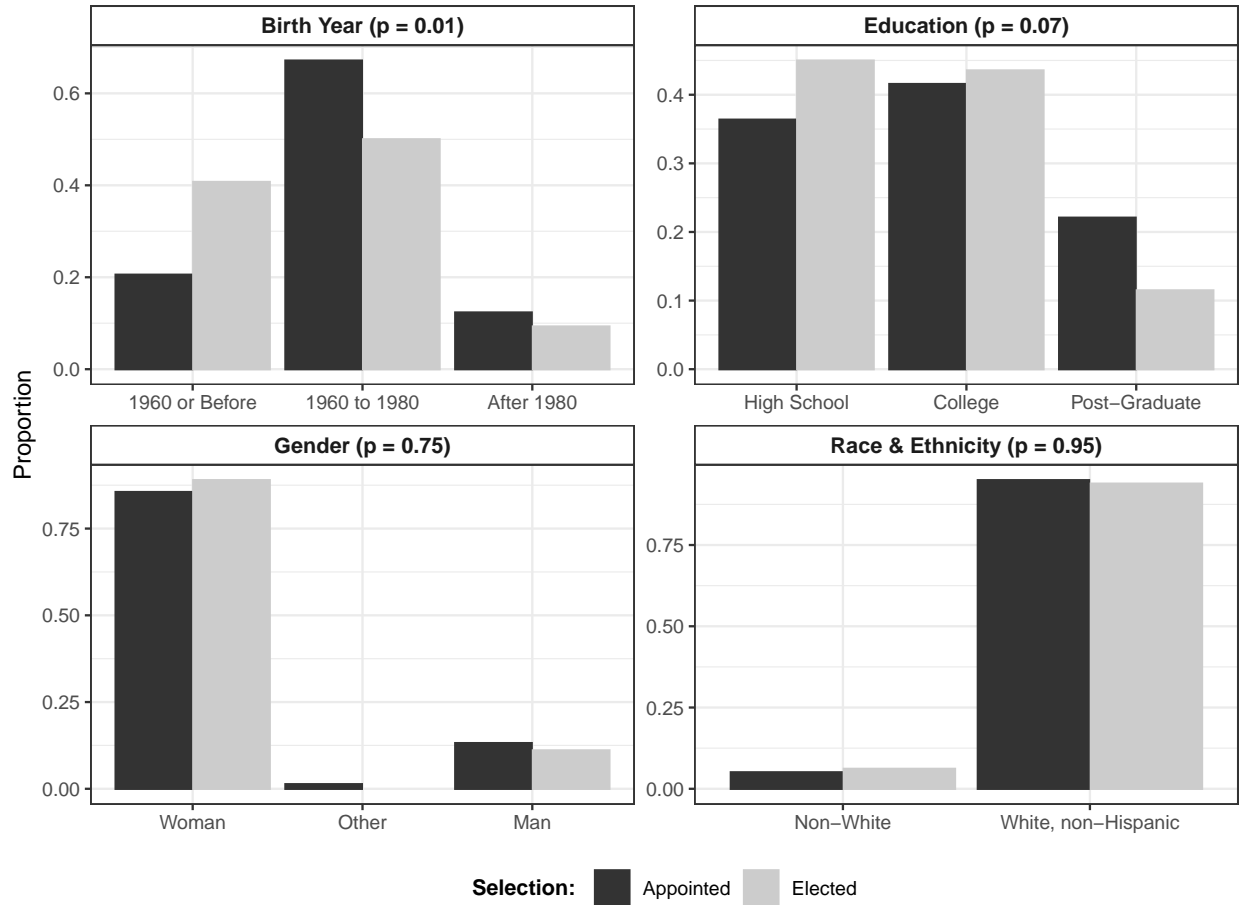 Birth Year (p = 0.01)
Education (p = 0.07)
0.6
0.4
0.2
0.0
0.4
0.3
0.2
0.1
0.0
1960 or Before
1960 to 1980
After 1980
High School
College
Post−Graduate
Proportion
Gender (p = 0.75)
Race & Ethnicity (p = 0.95)
0.75
0.50
0.25
0.00
0.75
0.50
0.25
0.00
Woman
Other
Man
Non−White
White, non−Hispanic
Selection: Appointed Elected